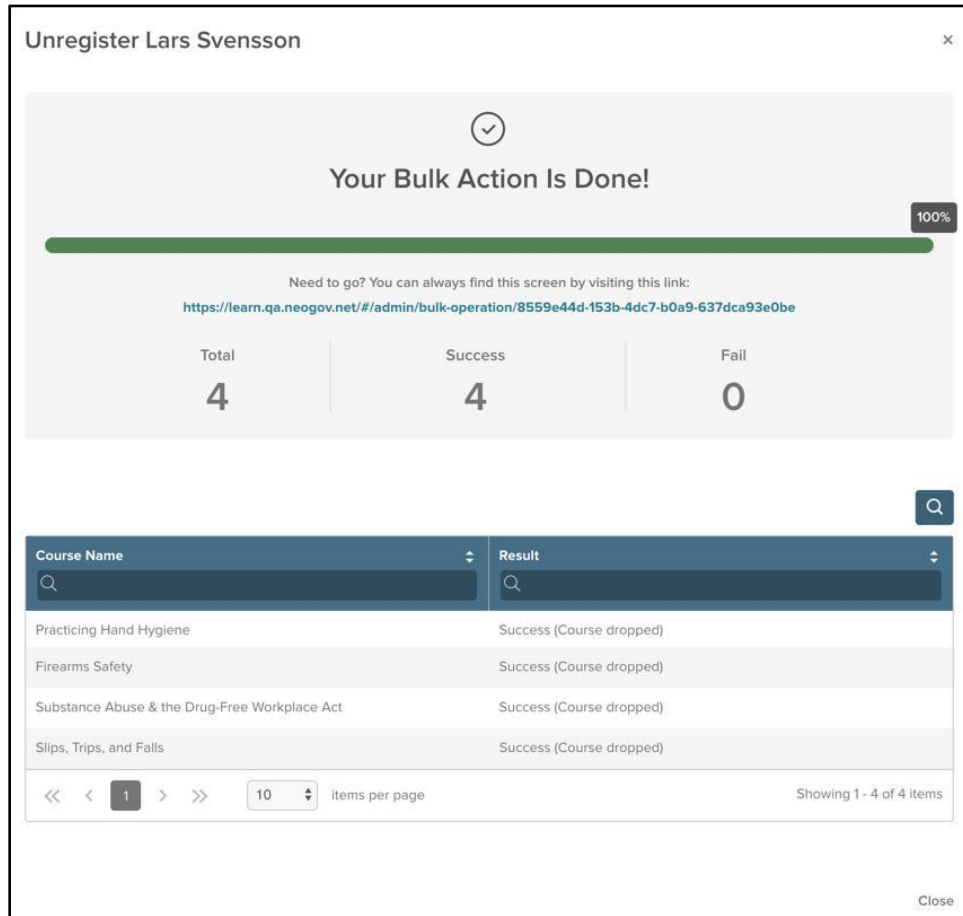 Unregister Lars Svensson
×
Your Bulk Action Is Done!
100%
Need to go? You can always find this screen by visiting this link:
https://learn.qa.neogov.net/#/admin/bulk-operation/8559e44d-153b-4dc7-b0a9-637dca93e0be
Total Success Fail
4 4 0
Course Name Result
Practicing Hand Hygiene Success (Course dropped)
Firearms Safety Success (Course dropped)
Substance Abuse & the Drug-Free Workplace Act Success (Course dropped)
Slips, Trips, and Falls Success (Course dropped)
1 10 items per page Showing 1 - 4 of 4 items
Close